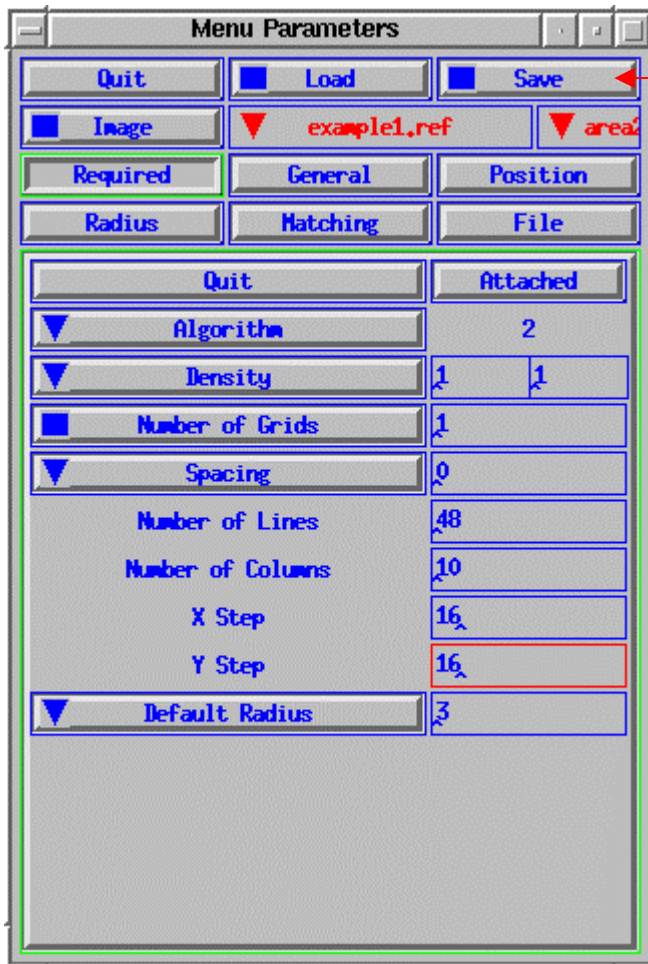 Menu Parameters
Quit Load Save
Image example1.ref area2
Required General Position
Radius Matching File
Quit Attached
Algorithm 2
Density 1 1
Number of Grids 1
Spacing 0
Number of Lines 48
Number of Columns 10
X Step 16
Y Step 16
Default Radius 3